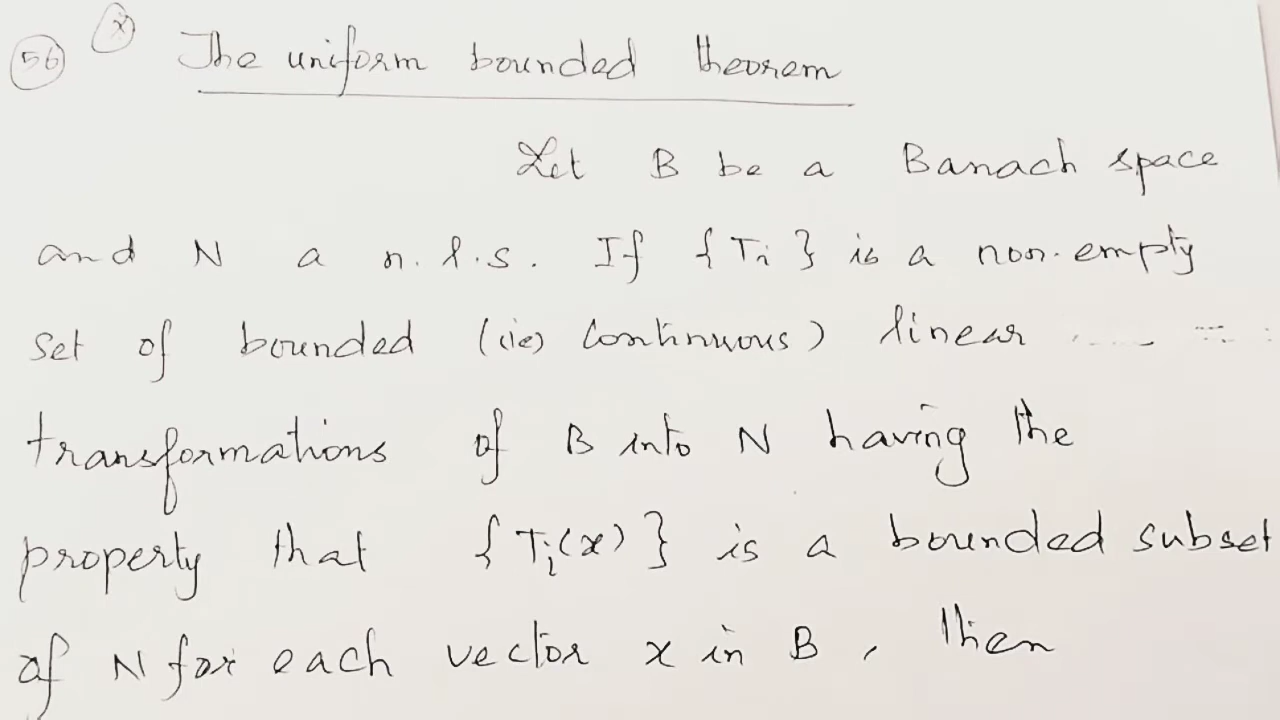 56 x The uniform bounded theorem
Let B be a Banach space
and N a n.l.s. If {Ti} is a non-empty
set of bounded (ie) continuous) linear
transformations of B into N having the
property that {Ti(x)} is a bounded subset
of N for each vector x in B, then